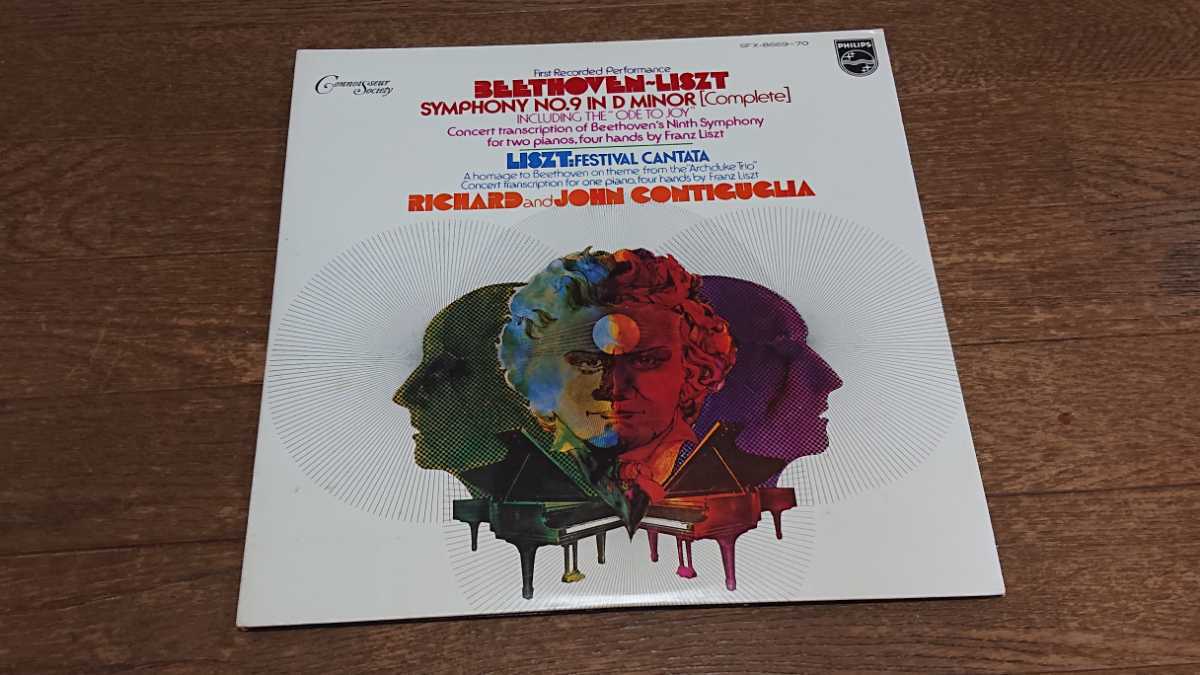 SFX-8669~70
PHILIPS
Connoisseur
Society
First Recorded Performance
BEETHOVEN~LISZT
SYMPHONY NO.9 IN D MINOR [Complete]
INCLUDING THE "ODE TO JOY"
Concert transcription of Beethoven's Ninth Symphony
for two pianos, four hands by Franz Liszt
LISZT:FESTIVAL CANTATA
A homage to Beethoven on theme from the "Archduke Trio"
Concert transcription for one piano, four hands by Franz Liszt
RICHARD and JOHN CONTIGUGLIA